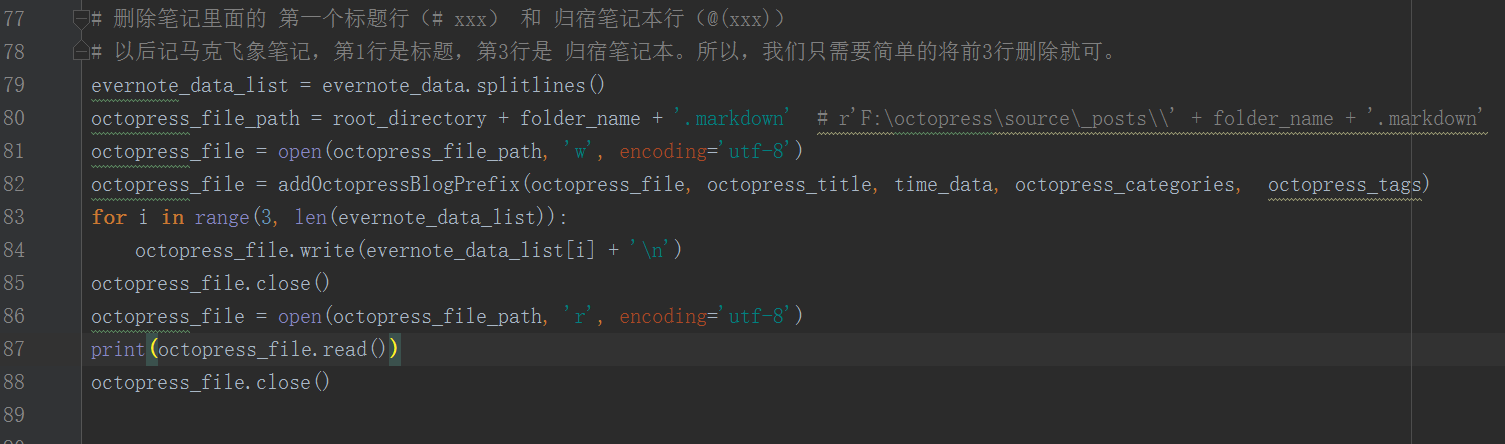 77 # 删除笔记里面的 第一个标题行（# xxx） 和 归宿笔记本行（@(xxx)）
78 # 以后记马克飞象笔记，第1行是标题，第3行是 归宿笔记本。所以，我们只需要简单的将前3行删除就可。
79 evernote_data_list = evernote_data.splitlines()
80 octopress_file_path = root_directory + folder_name + '.markdown'  # r'F:\octopress\source\_posts\\' + folder_name + '.markdown'
81 octopress_file = open(octopress_file_path, 'w', encoding='utf-8')
82 octopress_file = addOctopressBlogPrefix(octopress_file, octopress_title, time_data, octopress_categories,  octopress_tags)
83 for i in range(3, len(evernote_data_list)):
84     octopress_file.write(evernote_data_list[i] + '\n')
85 octopress_file.close()
86 octopress_file = open(octopress_file_path, 'r', encoding='utf-8')
87 print(octopress_file.read())
88 octopress_file.close()
89